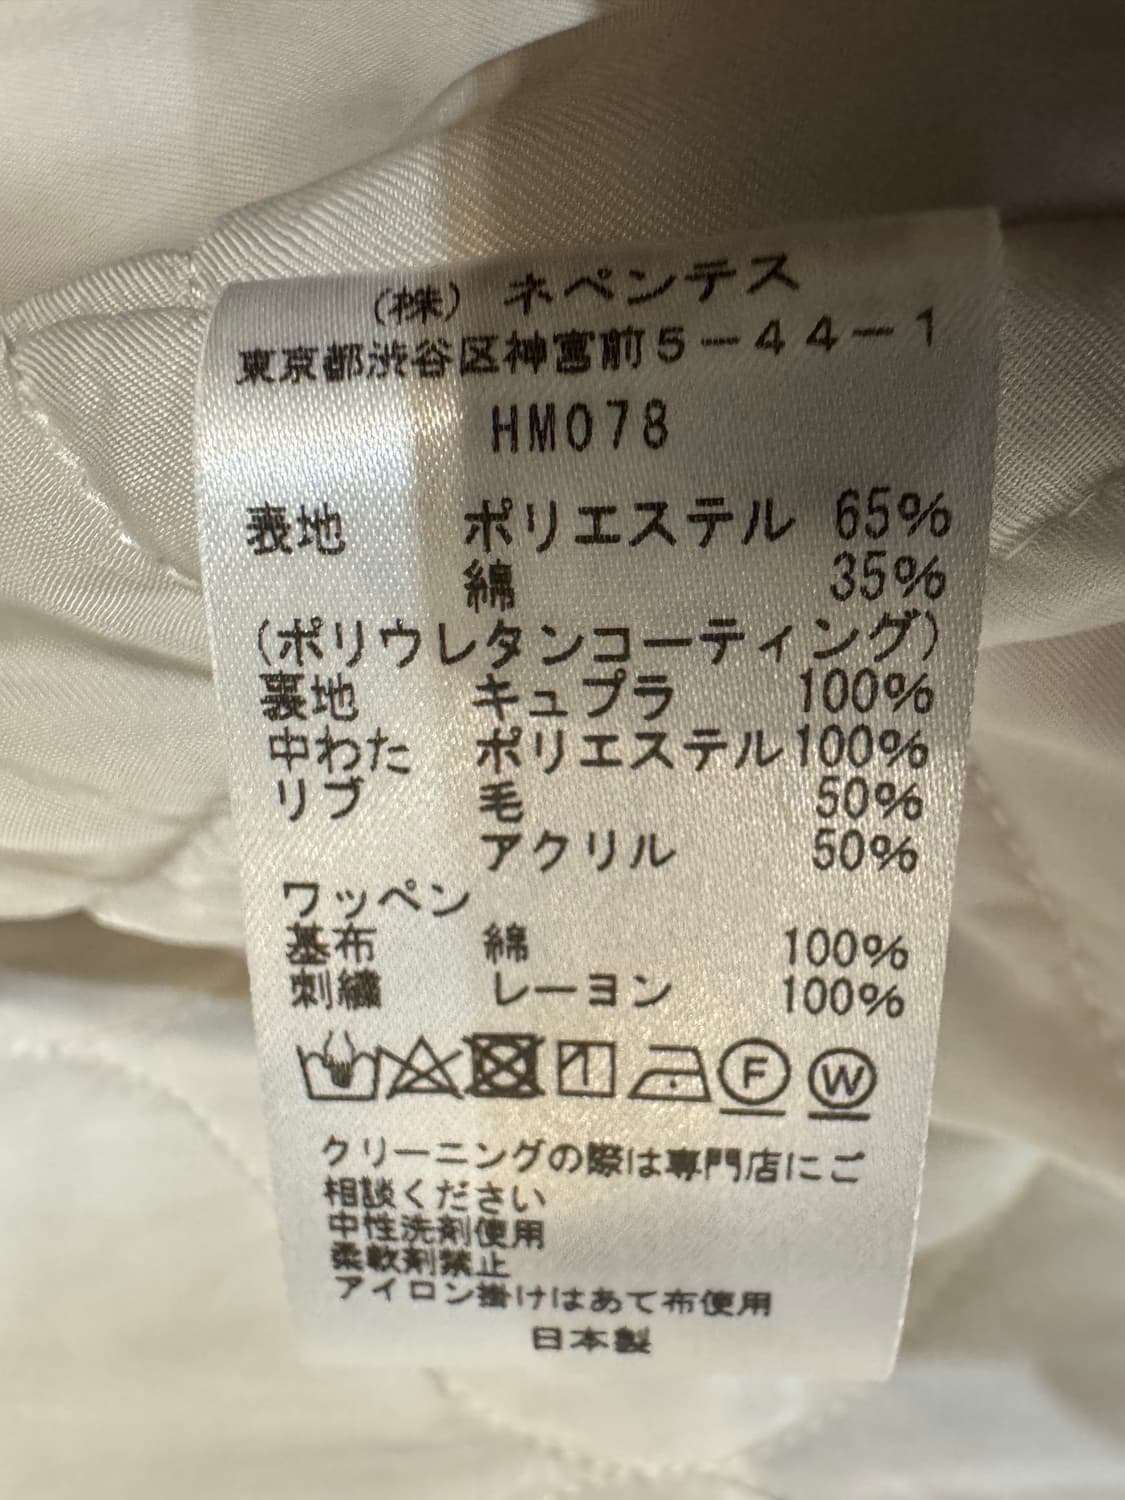 (株) ネペンテス
東京都渋谷区神宮前5-44-1
HM078
表地 ポリエステル 65%
綿 35%
(ポリウレタンコーティング)
裏地 キュプラ 100%
中わた ポリエステル 100%
リブ 毛 50%
アクリル 50%
ワッペン
基布 綿 100%
刺繍 レーヨン 100%
F W
クリーニングの際は専門店にご
相談ください
中性洗剤使用
柔軟剤禁止
アイロン掛けはあて布使用
日本製